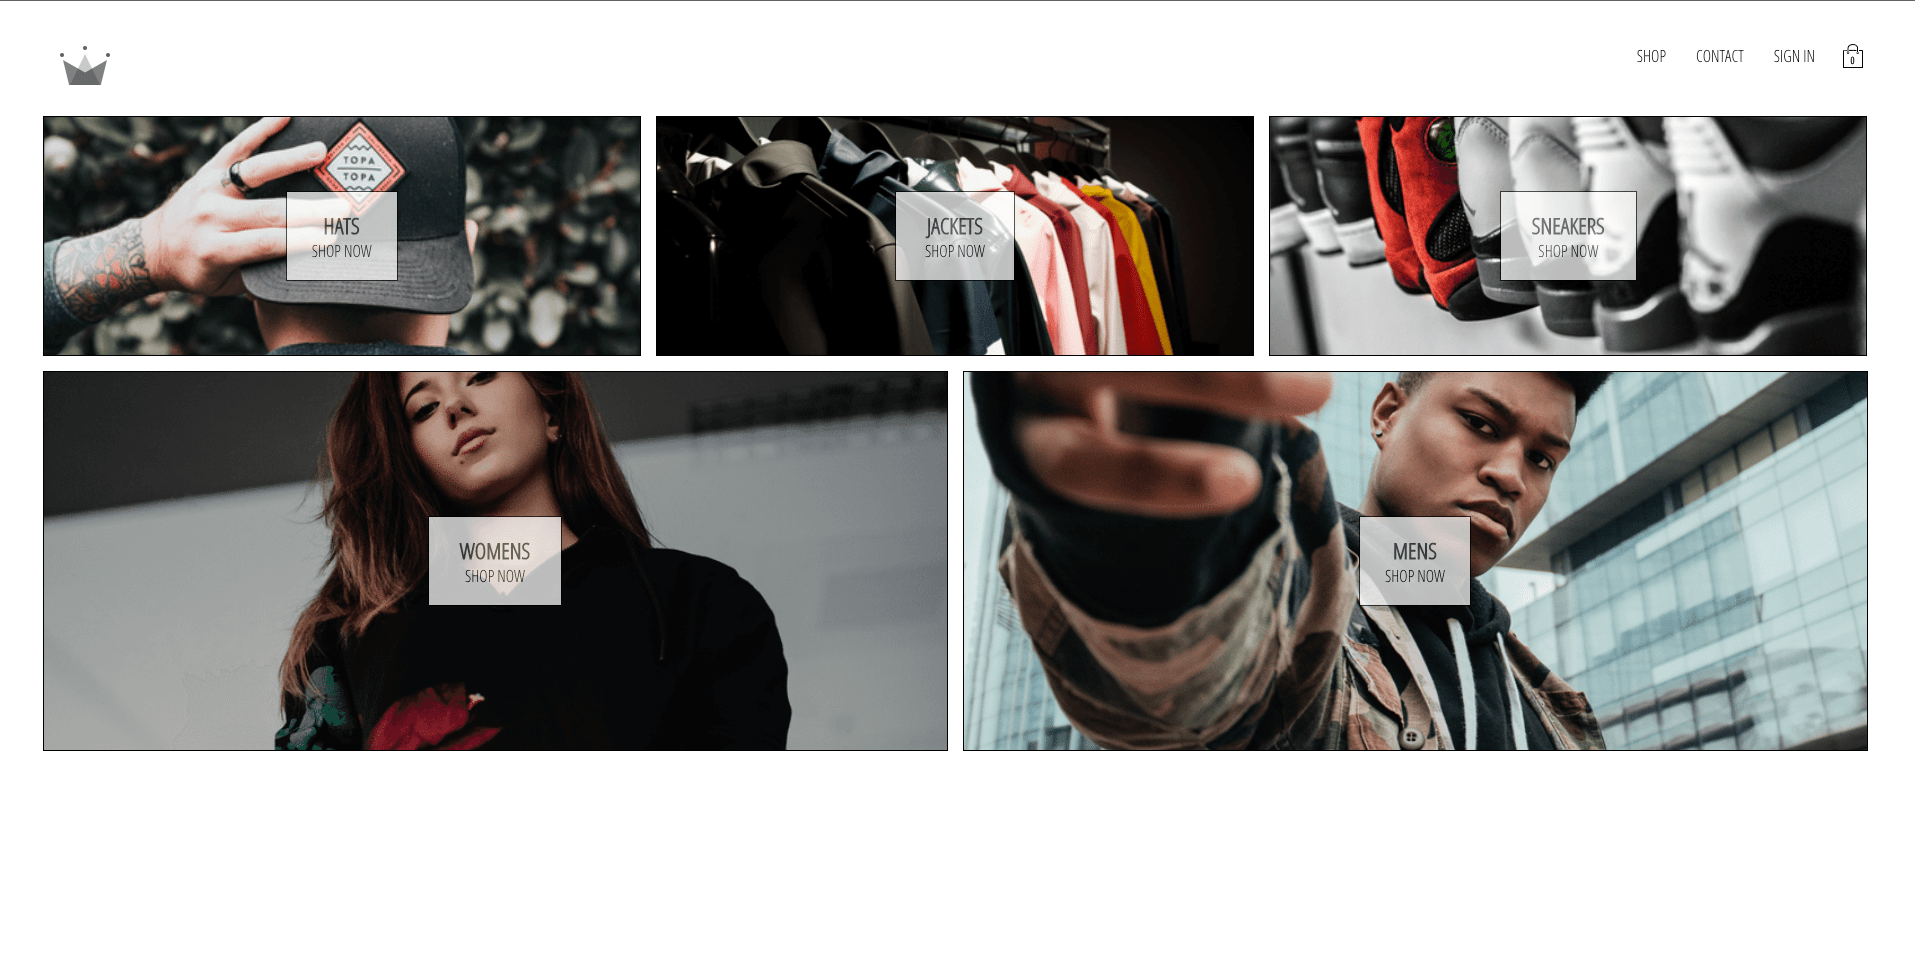 SHOP
CONTACT
SIGN IN
0
TOPA
TOPA
HATS
SHOP NOW
JACKETS
SHOP NOW
SNEAKERS
SHOP NOW
WOMENS
SHOP NOW
MENS
SHOP NOW